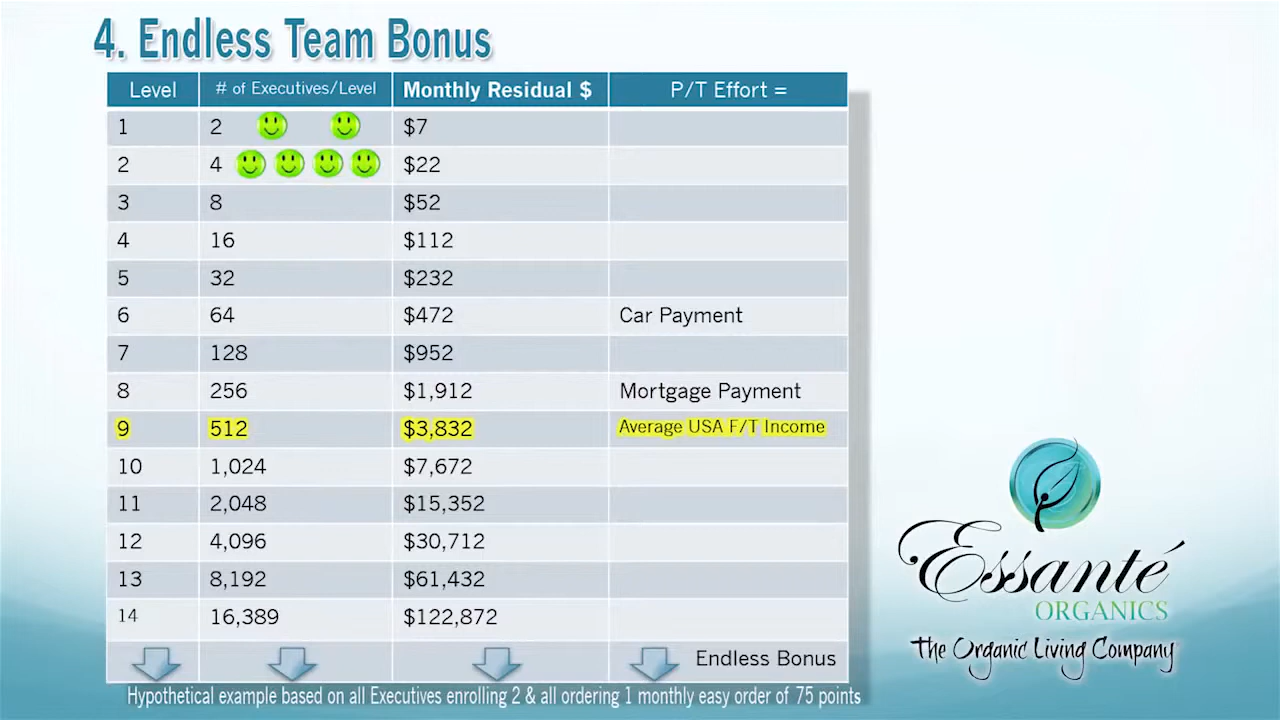 4. Endless Team Bonus
Level # of Executives/Level Monthly Residual $ P/T Effort =
1 2 $7
2 4 $22
3 8 $52
4 16 $112
5 32 $232
6 64 $472 Car Payment
7 128 $952
8 256 $1,912 Mortgage Payment
9 512 $3,832 Average USA F/T Income
10 1,024 $7,672
11 2,048 $15,352
12 4,096 $30,712
13 8,192 $61,432
14 16,389 $122,872
Endless Bonus
Hypothetical example based on all Executives enrolling 2 & all ordering 1 monthly easy order of 75 points
Essanté
ORGANICS
The Organic Living Company